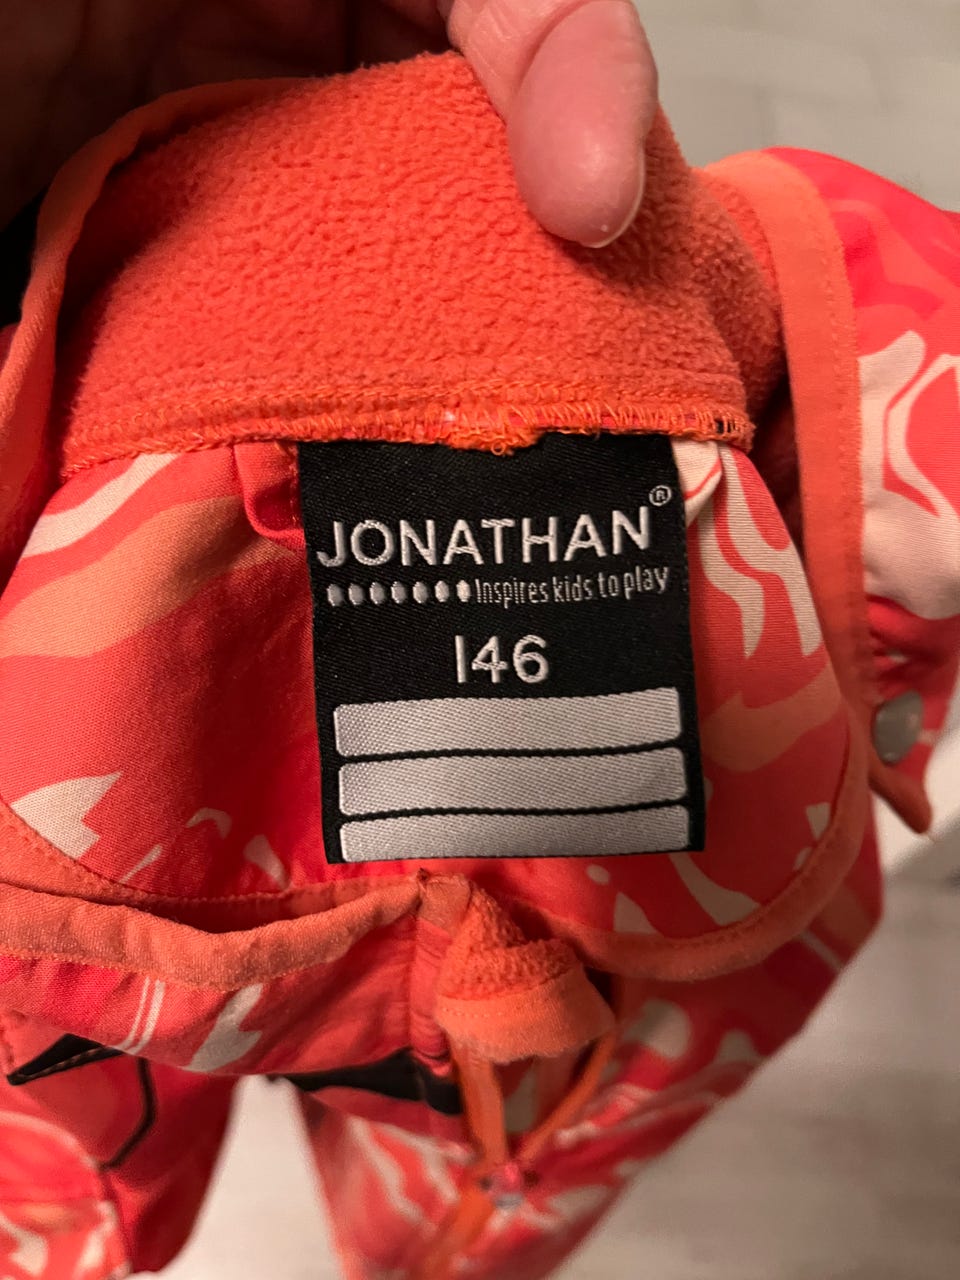 JONATHAN®
Inspires kids to play
146